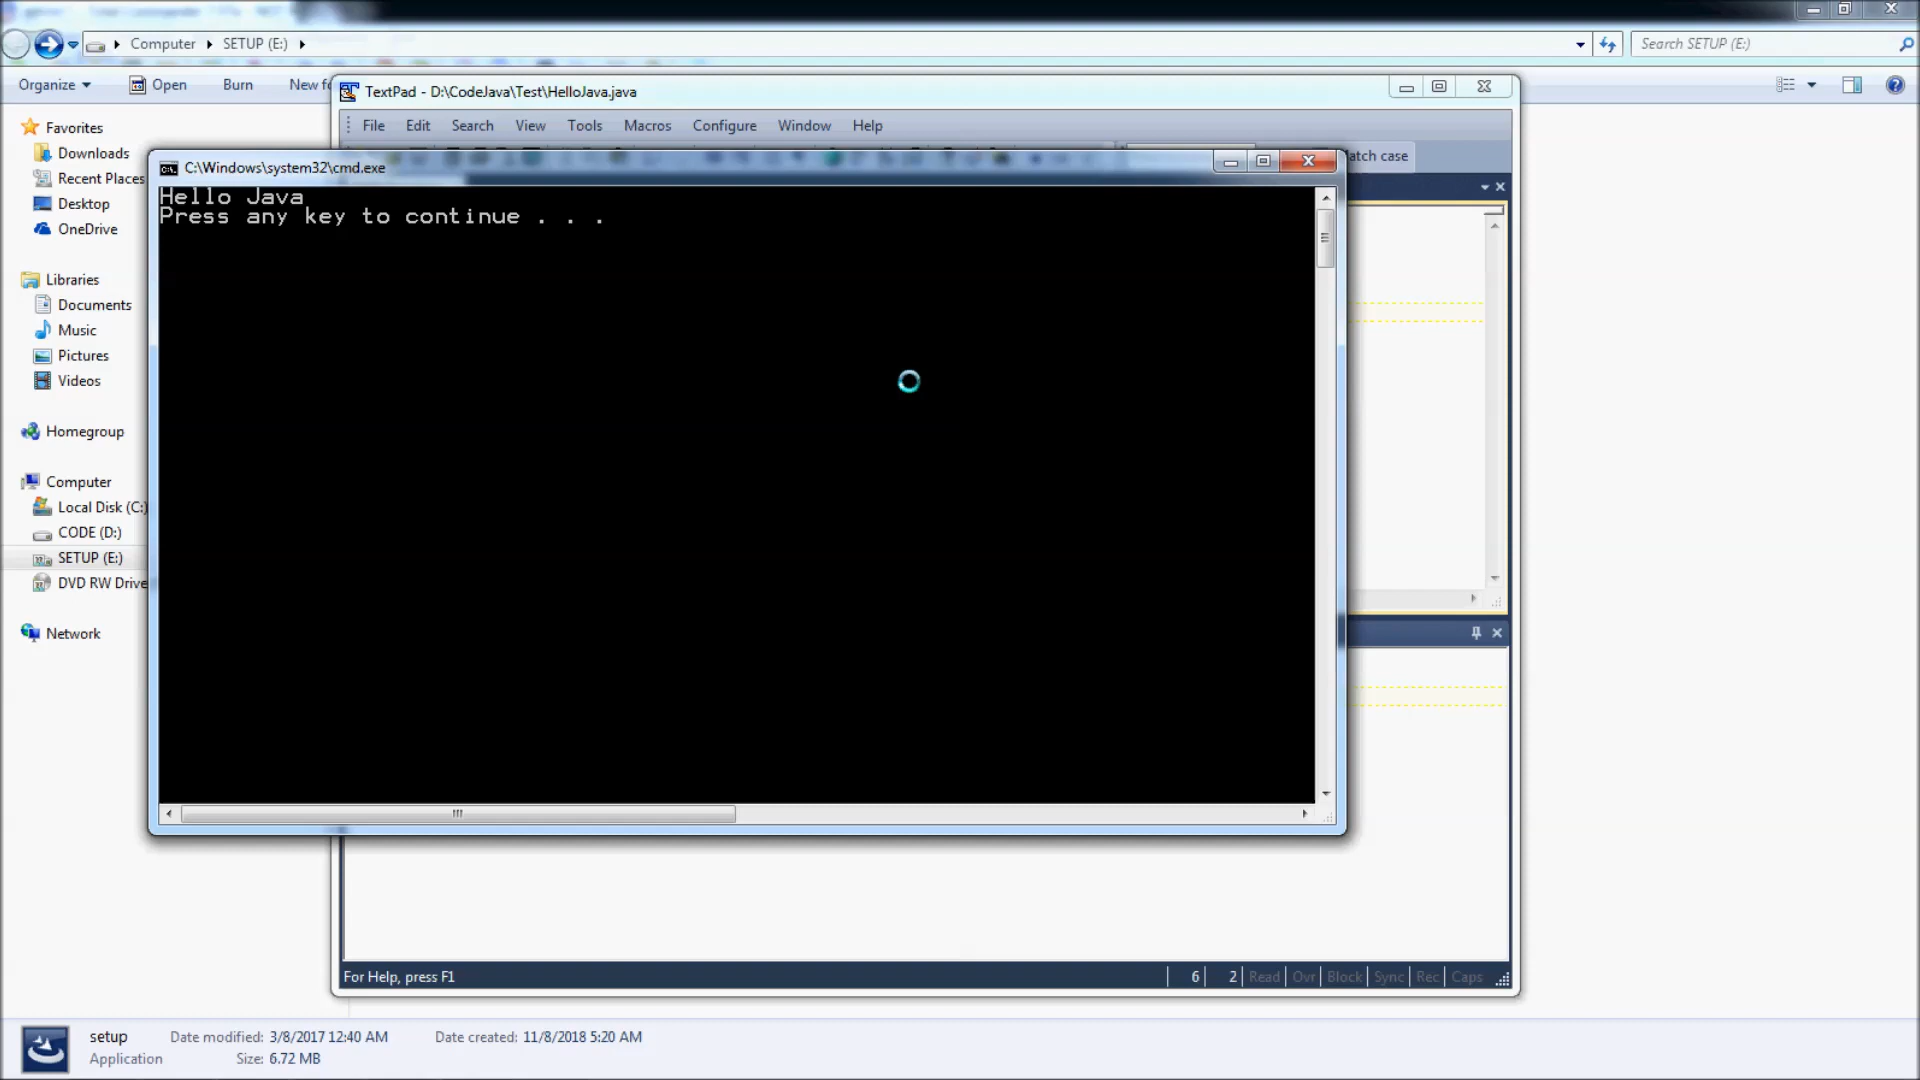 Computer SETUP (E:)
Search SETUP (E:)
Organize Open Burn New fo
Favorites
Downloads
Recent Places
Desktop
OneDrive
Libraries
Documents
Music
Pictures
Videos
Homegroup
Computer
Local Disk (C:)
CODE (D:)
SETUP (E:)
DVD RW Drive
Network
TextPad - D:\CodeJava\Test\HelloJava.java
File Edit Search View Tools Macros Configure Window Help
atch case
C:\Windows\system32\cmd.exe
Hello Java
Press any key to continue . . .
For Help, press F1
6 2 Read Ovr Block Sync Rec Caps
setup Date modified: 3/8/2017 12:40 AM Date created: 11/8/2018 5:20 AM
Application Size: 6.72 MB